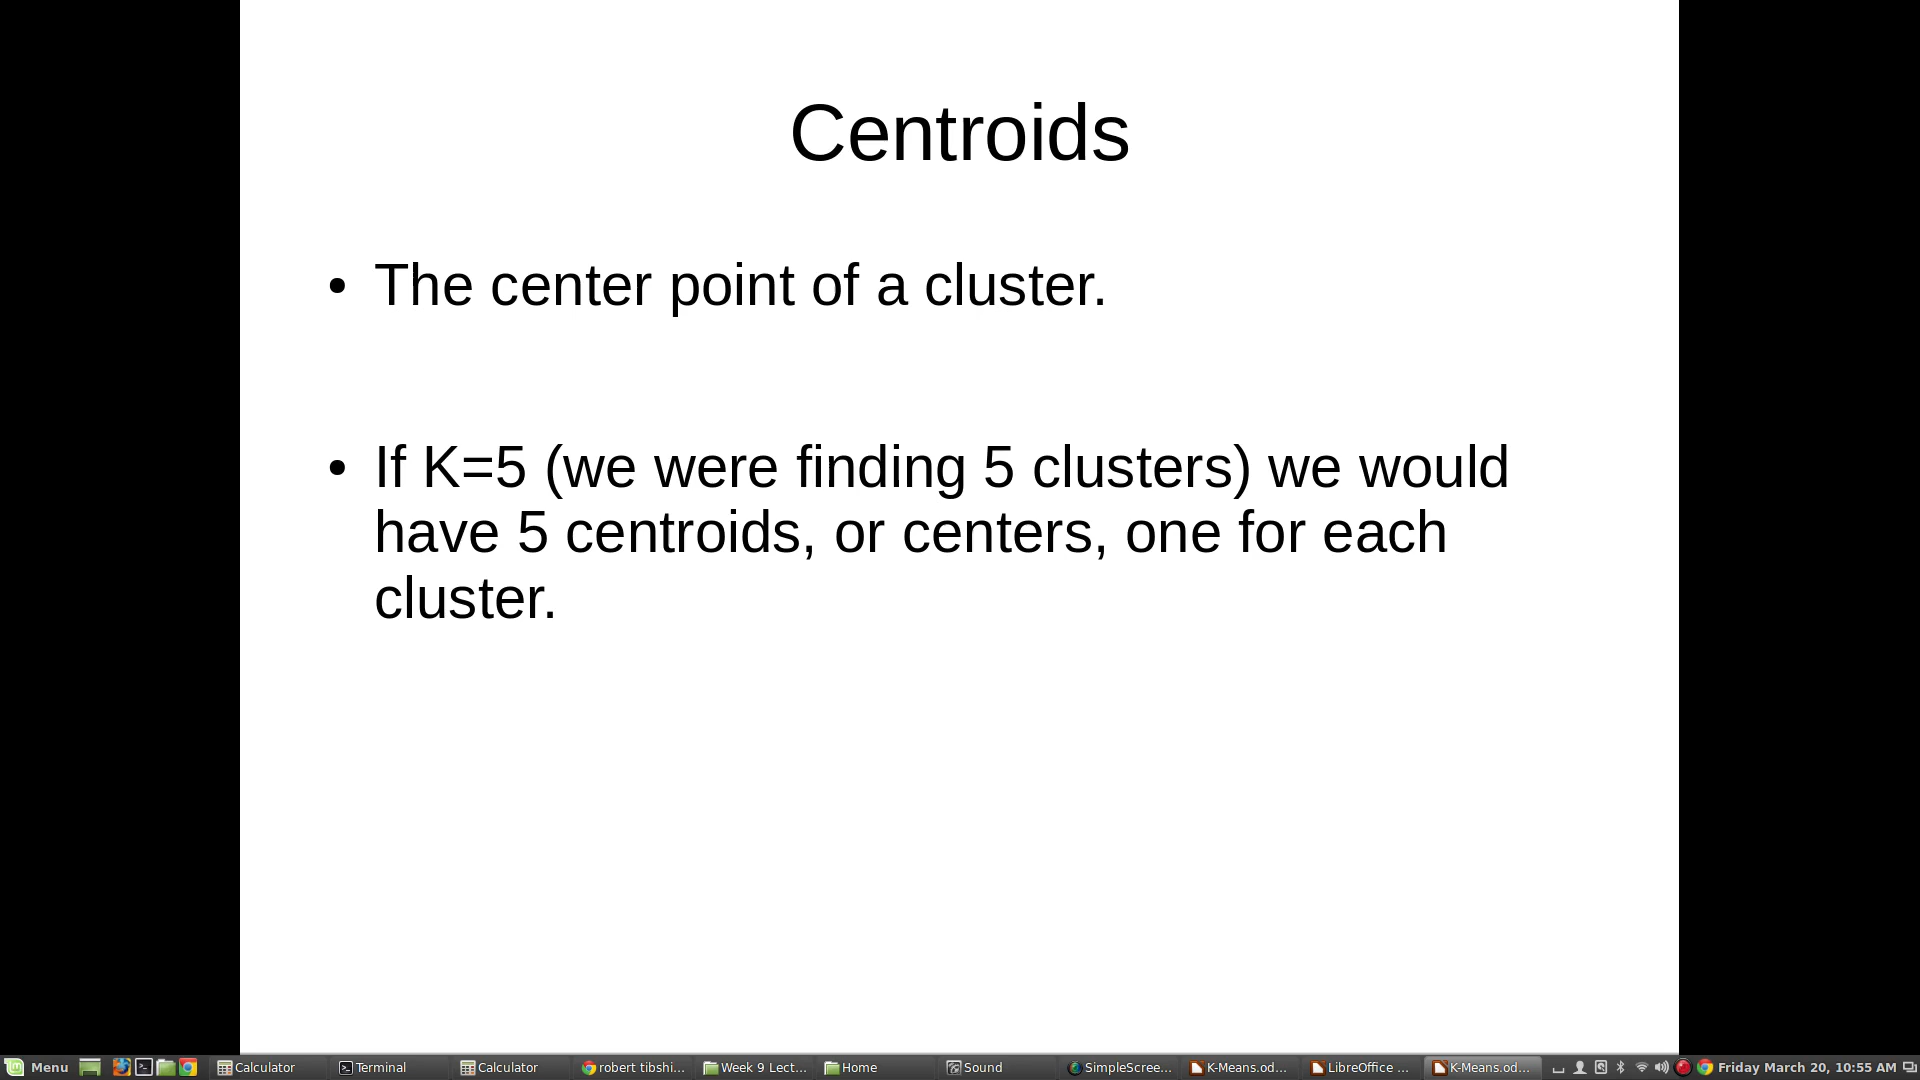 Centroids
• The center point of a cluster.
• If K=5 (we were finding 5 clusters) we would
have 5 centroids, or centers, one for each
cluster.
Menu Calculator Terminal Calculator robert tibshi... Week 9 Lect... Home Sound SimpleScree... K-Means.od... LibreOffice ... K-Means.od... Friday March 20, 10:55 AM